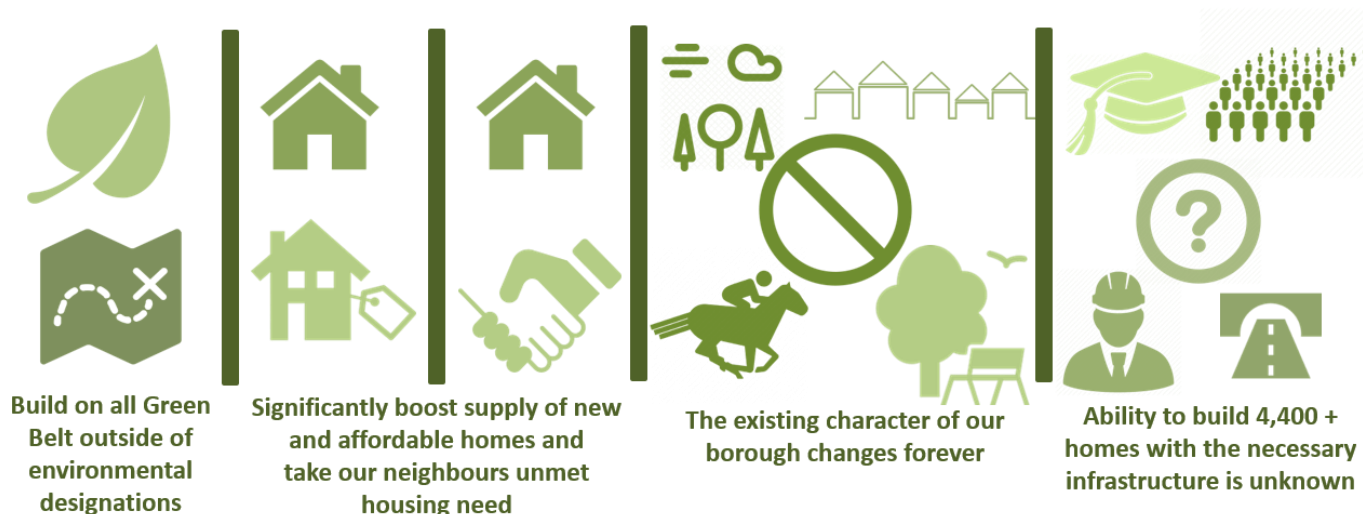 Build on all Green
Belt outside of
environmental
designations
Significantly boost supply of new
and affordable homes and
take our neighbours unmet
housing need
The existing character of our
borough changes forever
Ability to build 4,400 +
homes with the necessary
infrastructure is unknown
?